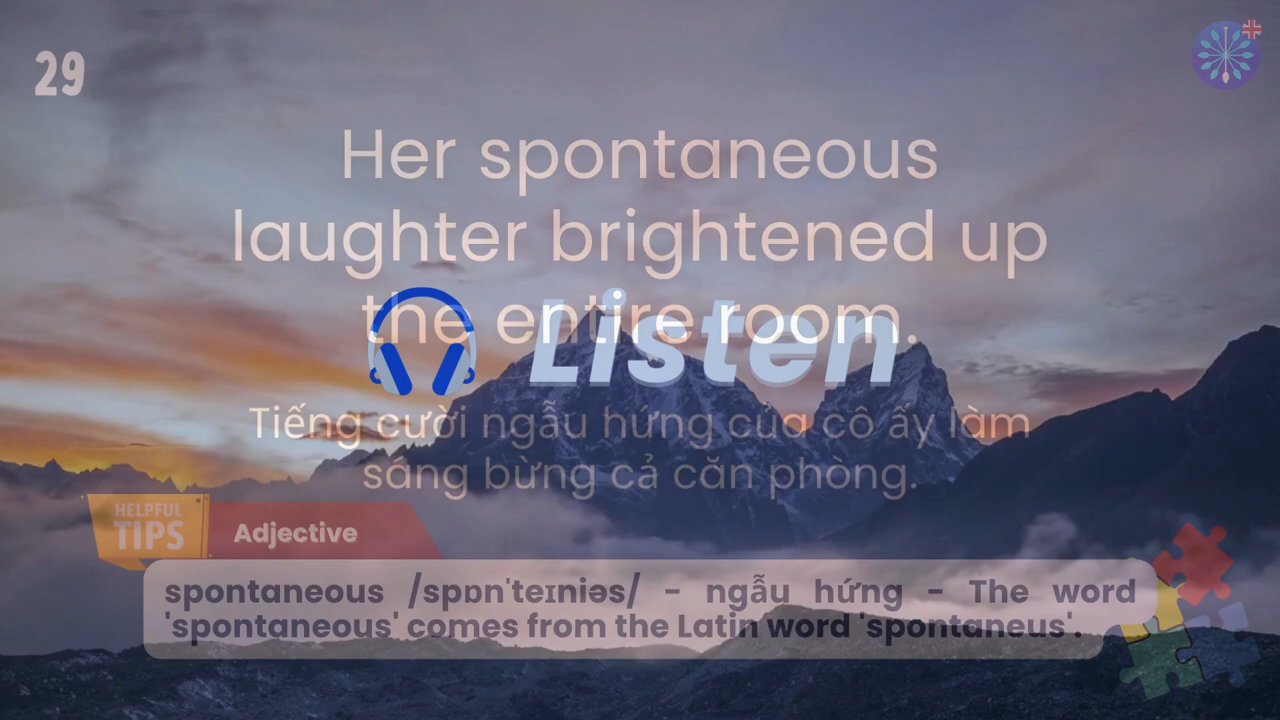 29
Her spontaneous
laughter brightened up
the entire room.
Listen
Tiếng cười ngẫu hứng của cô ấy làm
sáng bừng cả căn phòng.
HELPFUL
TIPS
Adjective
spontaneous /spɒnˈteɪniəs/ - ngẫu hứng - The word
'spontaneous' comes from the Latin word 'spontaneus'.